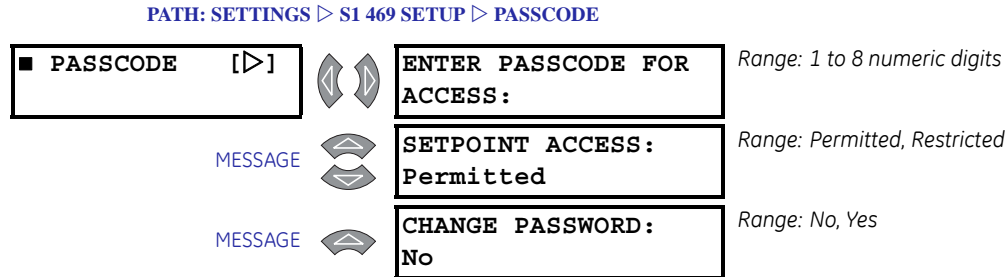 PATH: SETTINGS ▷ S1 469 SETUP ▷ PASSCODE
■ PASSCODE [▷]
ENTER PASSCODE FOR
ACCESS:
Range: 1 to 8 numeric digits
MESSAGE
SETPOINT ACCESS:
Permitted
Range: Permitted, Restricted
MESSAGE
CHANGE PASSWORD:
No
Range: No, Yes